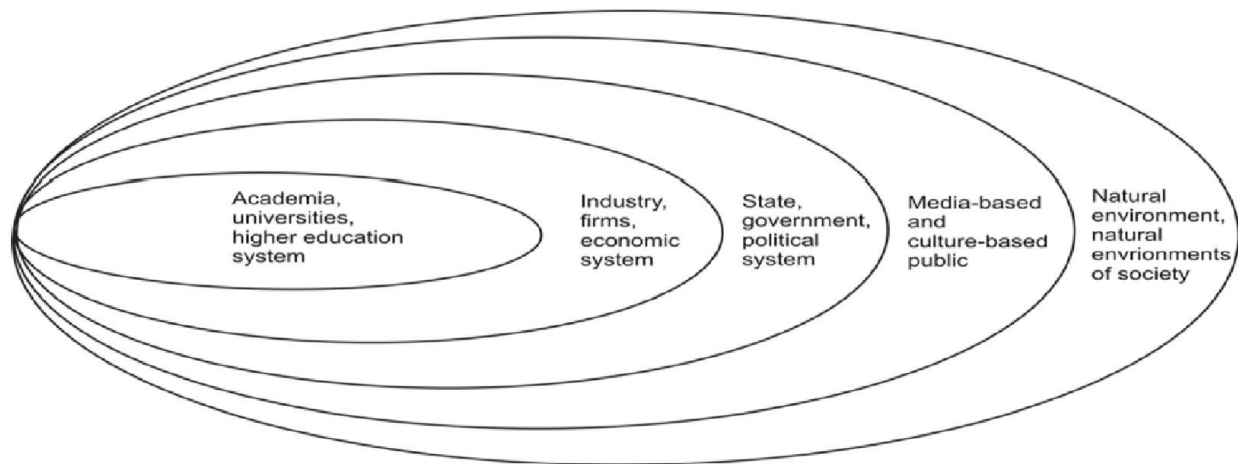 Academia,
universities,
higher education
system
Industry,
firms,
economic
system
State,
government,
political
system
Media-based
and
culture-based
public
Natural
environment,
natural
envrionments
of society